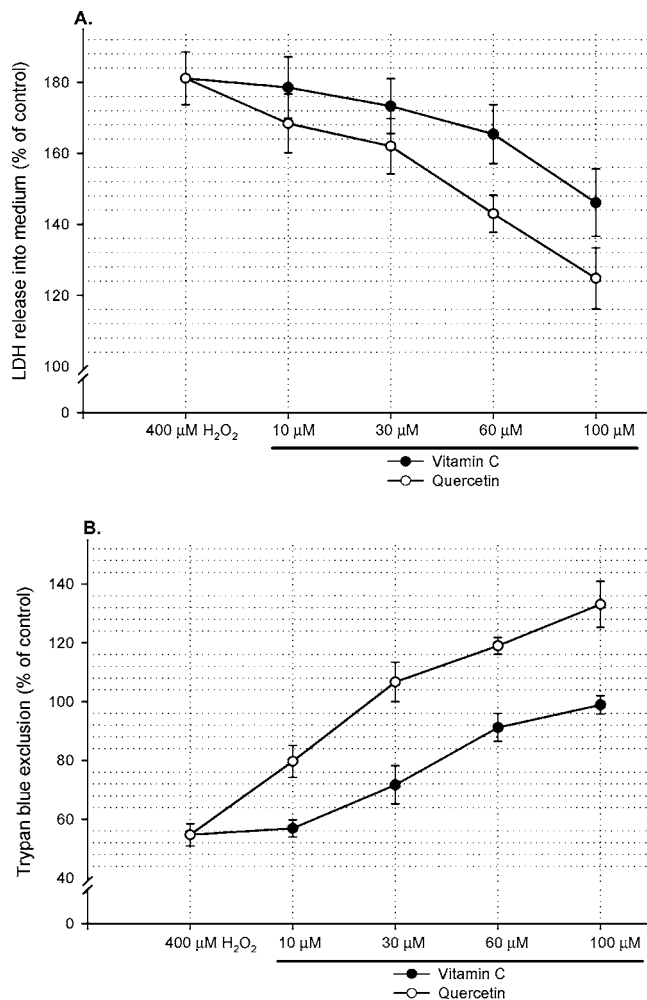 A.
LDH release into medium (% of control)
180
160
140
120
100
0
400 μM H₂O₂ 10 μM 30 μM 60 μM 100 μM
Vitamin C
Quercetin
B.
Trypan blue exclusion (% of control)
140
120
100
80
60
40
0
400 μM H₂O₂ 10 μM 30 μM 60 μM 100 μM
Vitamin C
Quercetin